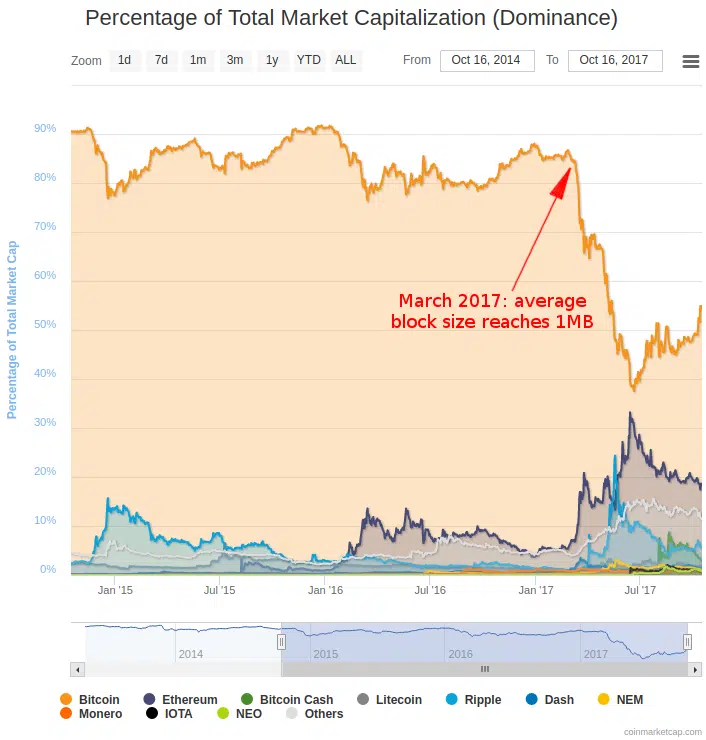 Percentage of Total Market Capitalization (Dominance)
Zoom 1d 7d 1m 3m 1y YTD ALL From Oct 16, 2014 To Oct 16, 2017
Percentage of Total Market Cap
90%
80%
70%
60%
50%
40%
30%
20%
10%
0%
March 2017: average
block size reaches 1MB
Jan '15 Jul '15 Jan '16 Jul '16 Jan '17 Jul '17
2014 2015 2016 2017
Bitcoin Ethereum Bitcoin Cash Litecoin Ripple Dash NEM
Monero IOTA NEO Others
coinmarketcap.com